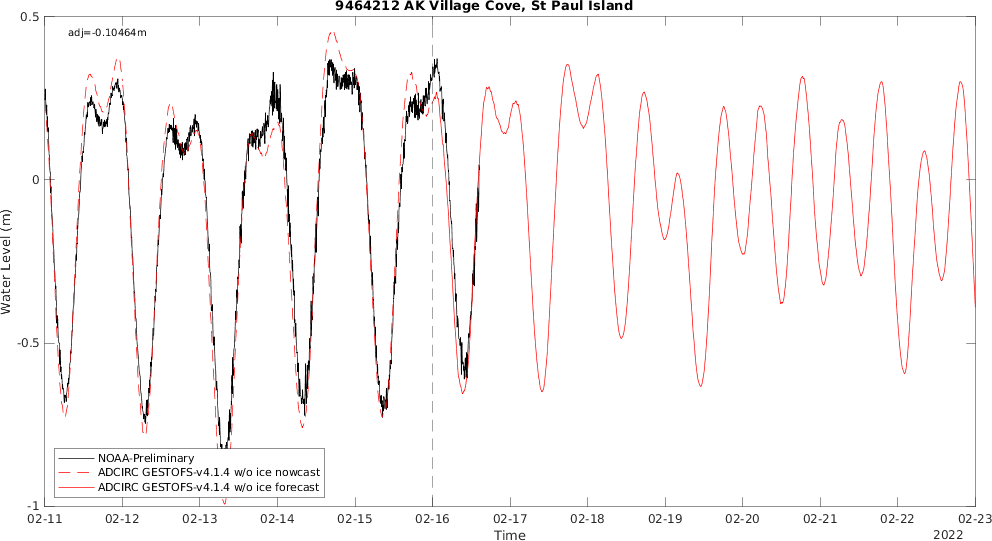 9464212 AK Village Cove, St Paul Island
adj=-0.10464m
0.5
0
-0.5
-1
Water Level (m)
NOAA-Preliminary
ADCIRC GESTOFS-v4.1.4 w/o ice nowcast
ADCIRC GESTOFS-v4.1.4 w/o ice forecast
02-11 02-12 02-13 02-14 02-15 02-16 02-17 02-18 02-19 02-20 02-21 02-22 02-23
Time
2022